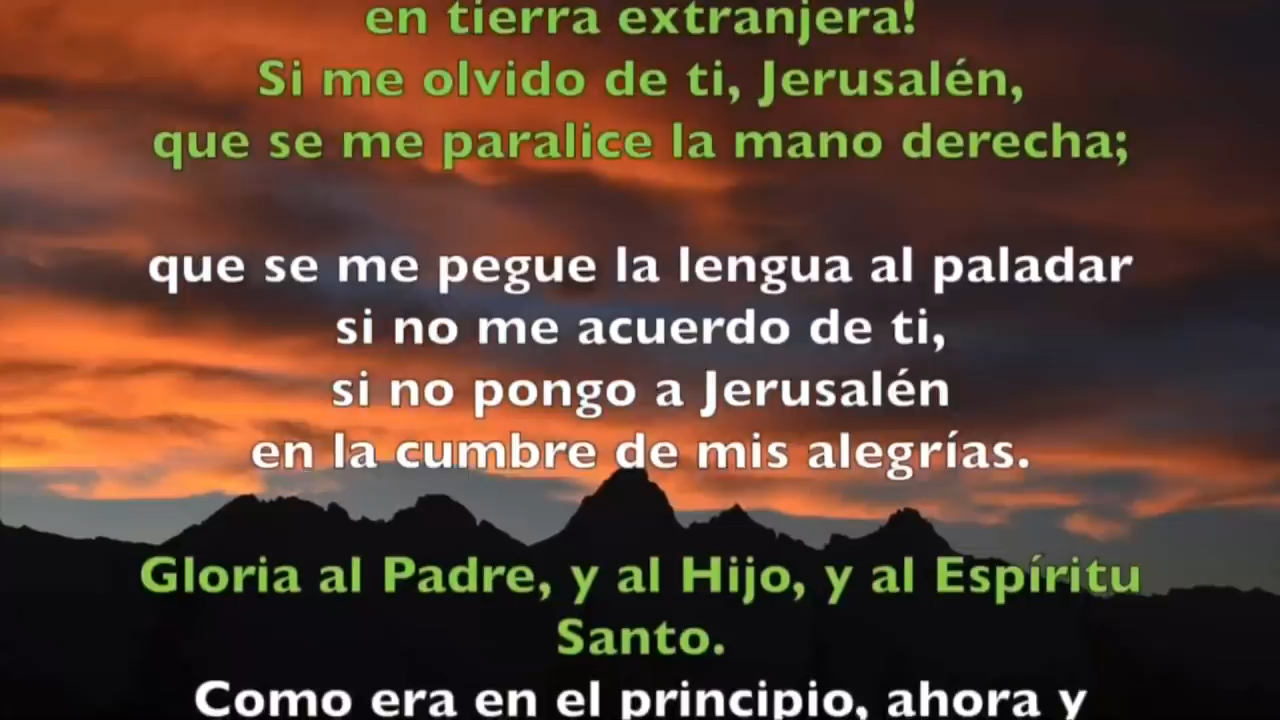 en tierra extranjera!
Si me olvido de ti, Jerusalén,
que se me paralice la mano derecha;
que se me pegue la lengua al paladar
si no me acuerdo de ti,
si no pongo a Jerusalén
en la cumbre de mis alegrías.
Gloria al Padre, y al Hijo, y al Espíritu
Santo.
Como era en el principio, ahora y